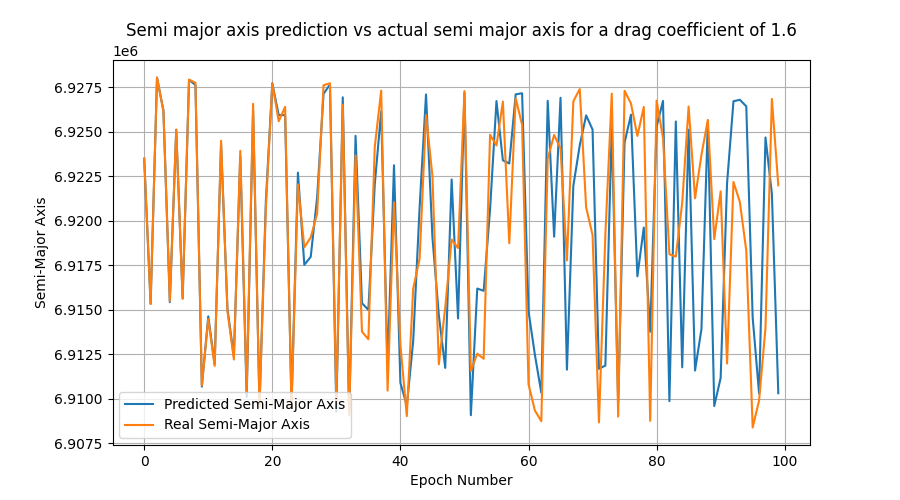 Semi major axis prediction vs actual semi major axis for a drag coefficient of 1.6
1e6
6.9275
6.9250
6.9225
6.9200
6.9175
6.9150
6.9125
6.9100
6.9075
Semi-Major Axis
Predicted Semi-Major Axis
Real Semi-Major Axis
0 20 40 60 80 100
Epoch Number